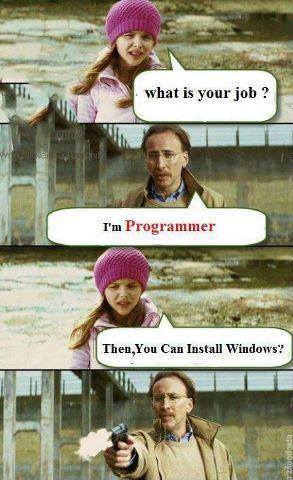 what is your job ?
I'm Programmer
Then,You Can Install Windows?